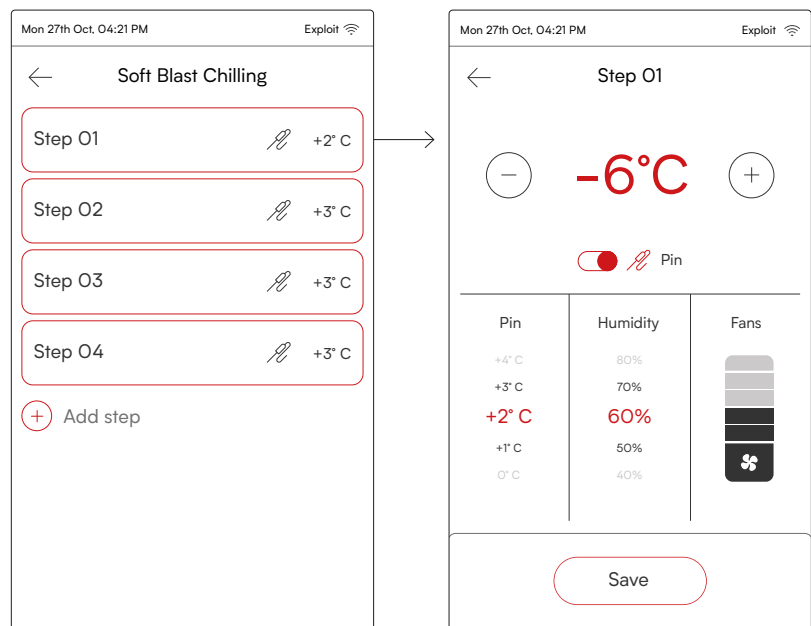 Mon 27th Oct, 04:21 PM Exploit
Soft Blast Chilling
Step 01 +2° C
Step 02 +3° C
Step 03 +3° C
Step 04 +3° C
+ Add step
Mon 27th Oct, 04:21 PM Exploit
Step 01
− -6°C +
Pin
Pin Humidity Fans
+4° C 80%
+3° C 70%
+2° C 60%
+1° C 50%
0° C 40%
Save